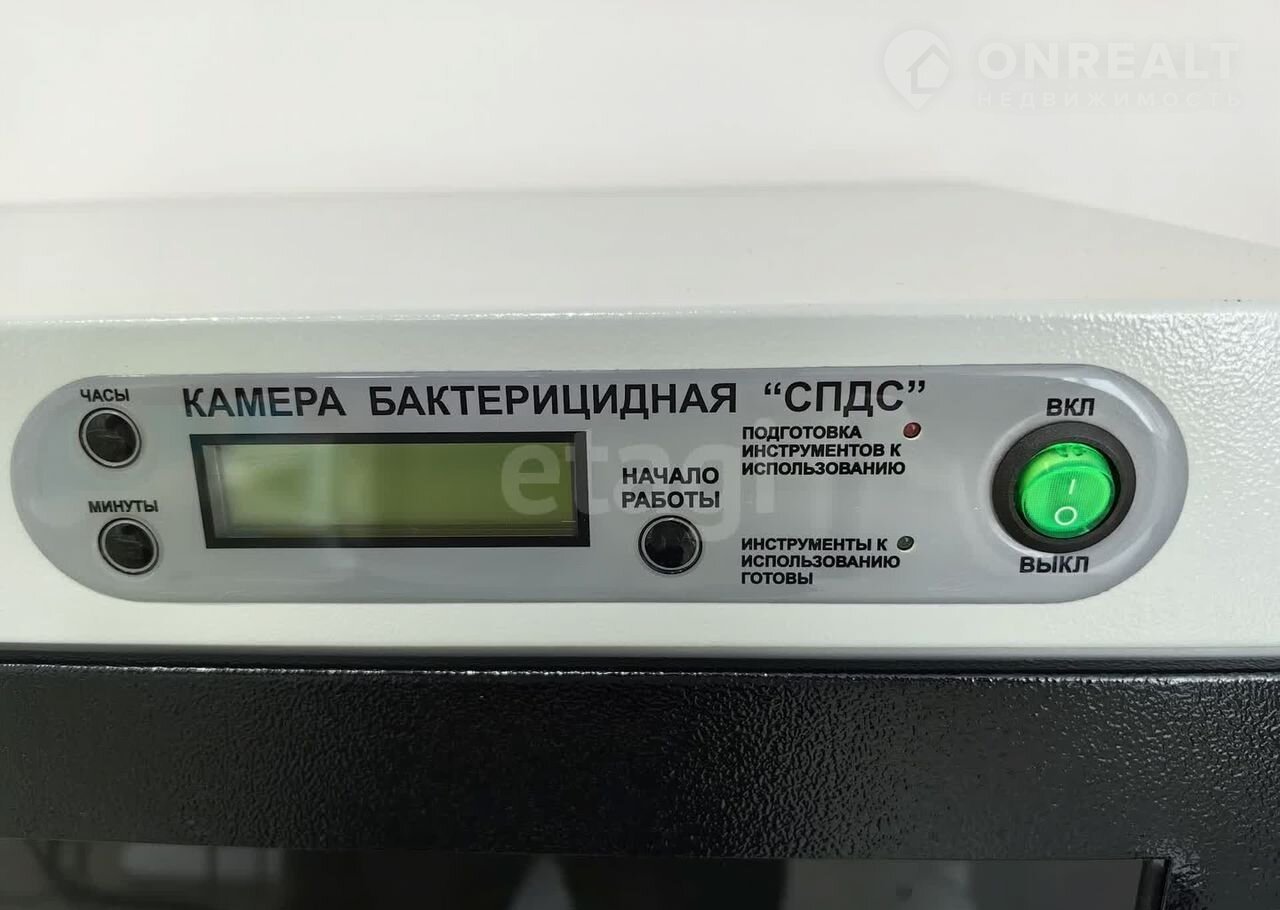 ONREALT
НЕДВИЖИМОСТЬ
ЧАСЫ
КАМЕРА БАКТЕРИЦИДНАЯ “СПДС”
МИНУТЫ
etagi
НАЧАЛО
РАБОТЫ
ПОДГОТОВКА
ИНСТРУМЕНТОВ К
ИСПОЛЬЗОВАНИЮ
ИНСТРУМЕНТЫ К
ИСПОЛЬЗОВАНИЮ
ГОТОВЫ
ВКЛ
I
O
ВЫКЛ